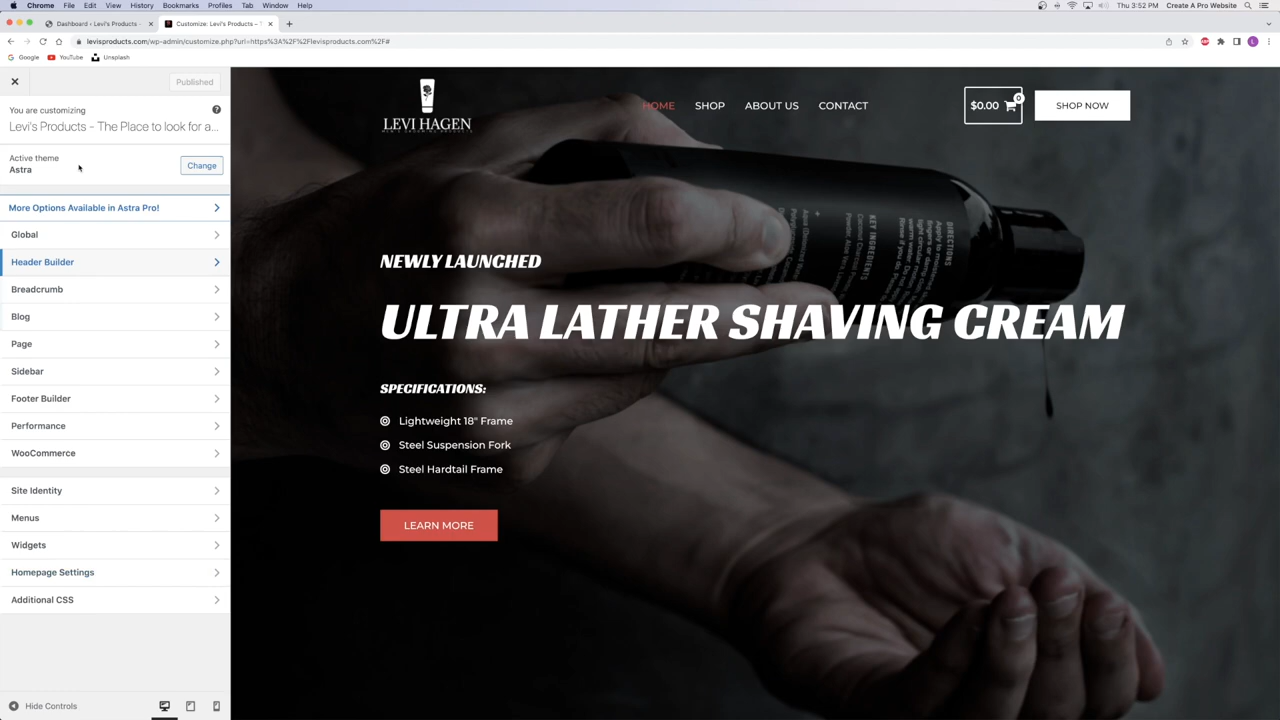 Chrome File Edit View History Bookmarks Profiles Tab Window Help
Thu 3:52 PM Create A Pro Website
Dashboard ‹ Levi's Products -
Customize: Levi's Products – T
levisproducts.com/wp-admin/customize.php?url=https%3A%2F%2Flevisproducts.com%2F#
Google YouTube Unsplash
Published
You are customizing
Levi's Products – The Place to look for a...
Active theme
Astra
Change
More Options Available in Astra Pro!
Global
Header Builder
Breadcrumb
Blog
Page
Sidebar
Footer Builder
Performance
WooCommerce
Site Identity
Menus
Widgets
Homepage Settings
Additional CSS
Hide Controls
LEVI HAGEN
HOME SHOP ABOUT US CONTACT
$0.00 0
SHOP NOW
NEWLY LAUNCHED
ULTRA LATHER SHAVING CREAM
SPECIFICATIONS:
Lightweight 18" Frame
Steel Suspension Fork
Steel Hardtail Frame
LEARN MORE
KEY INGREDIENTS
DIRECTIONS